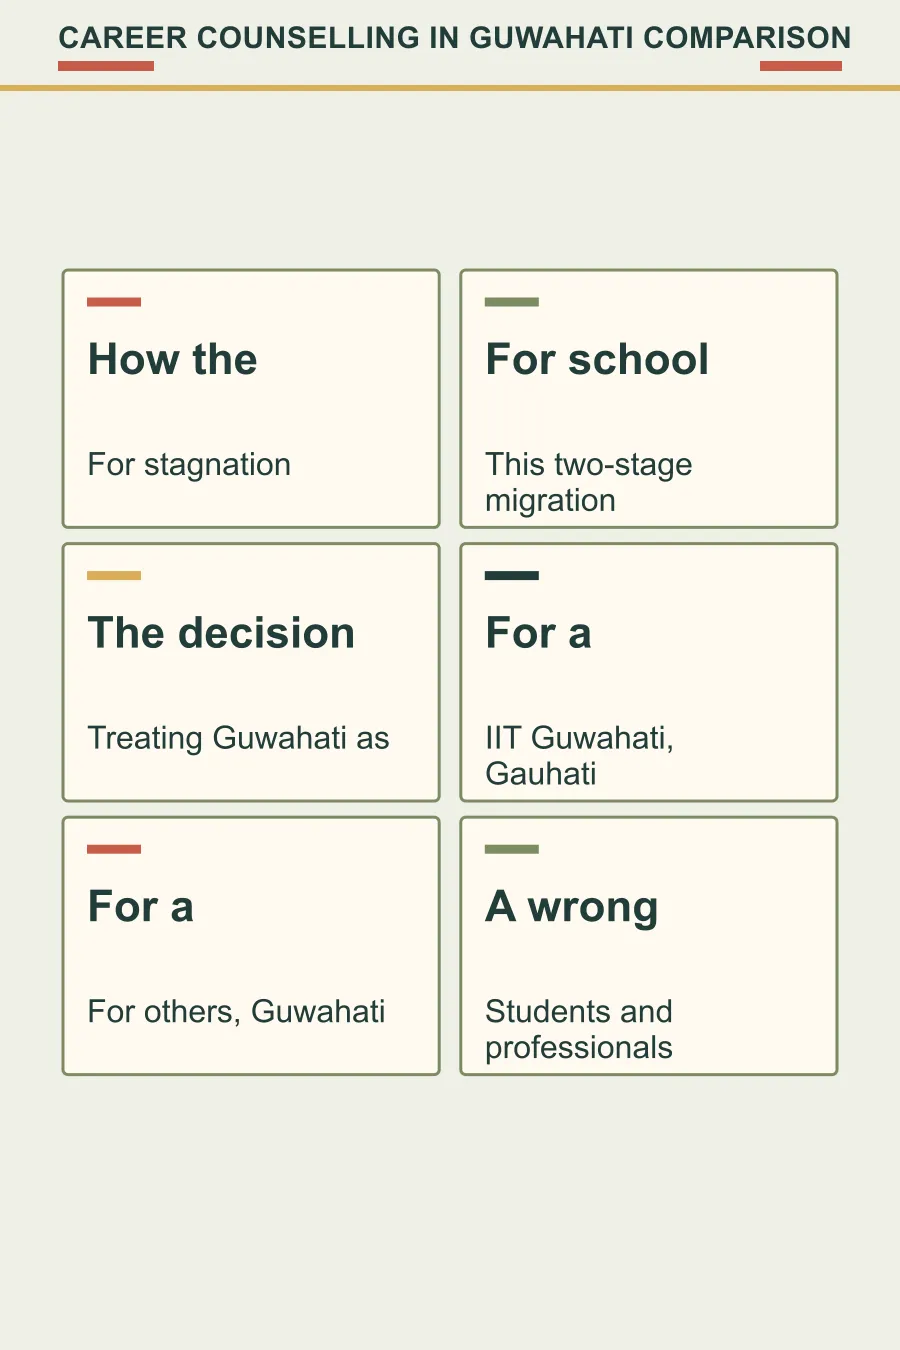 CAREER COUNSELLING IN GUWAHATI COMPARISON
How the
For stagnation
For school
This two-stage
migration
The decision
Treating Guwahati as
For a
IIT Guwahati,
Gauhati
For a
For others, Guwahati
A wrong
Students and
professionals